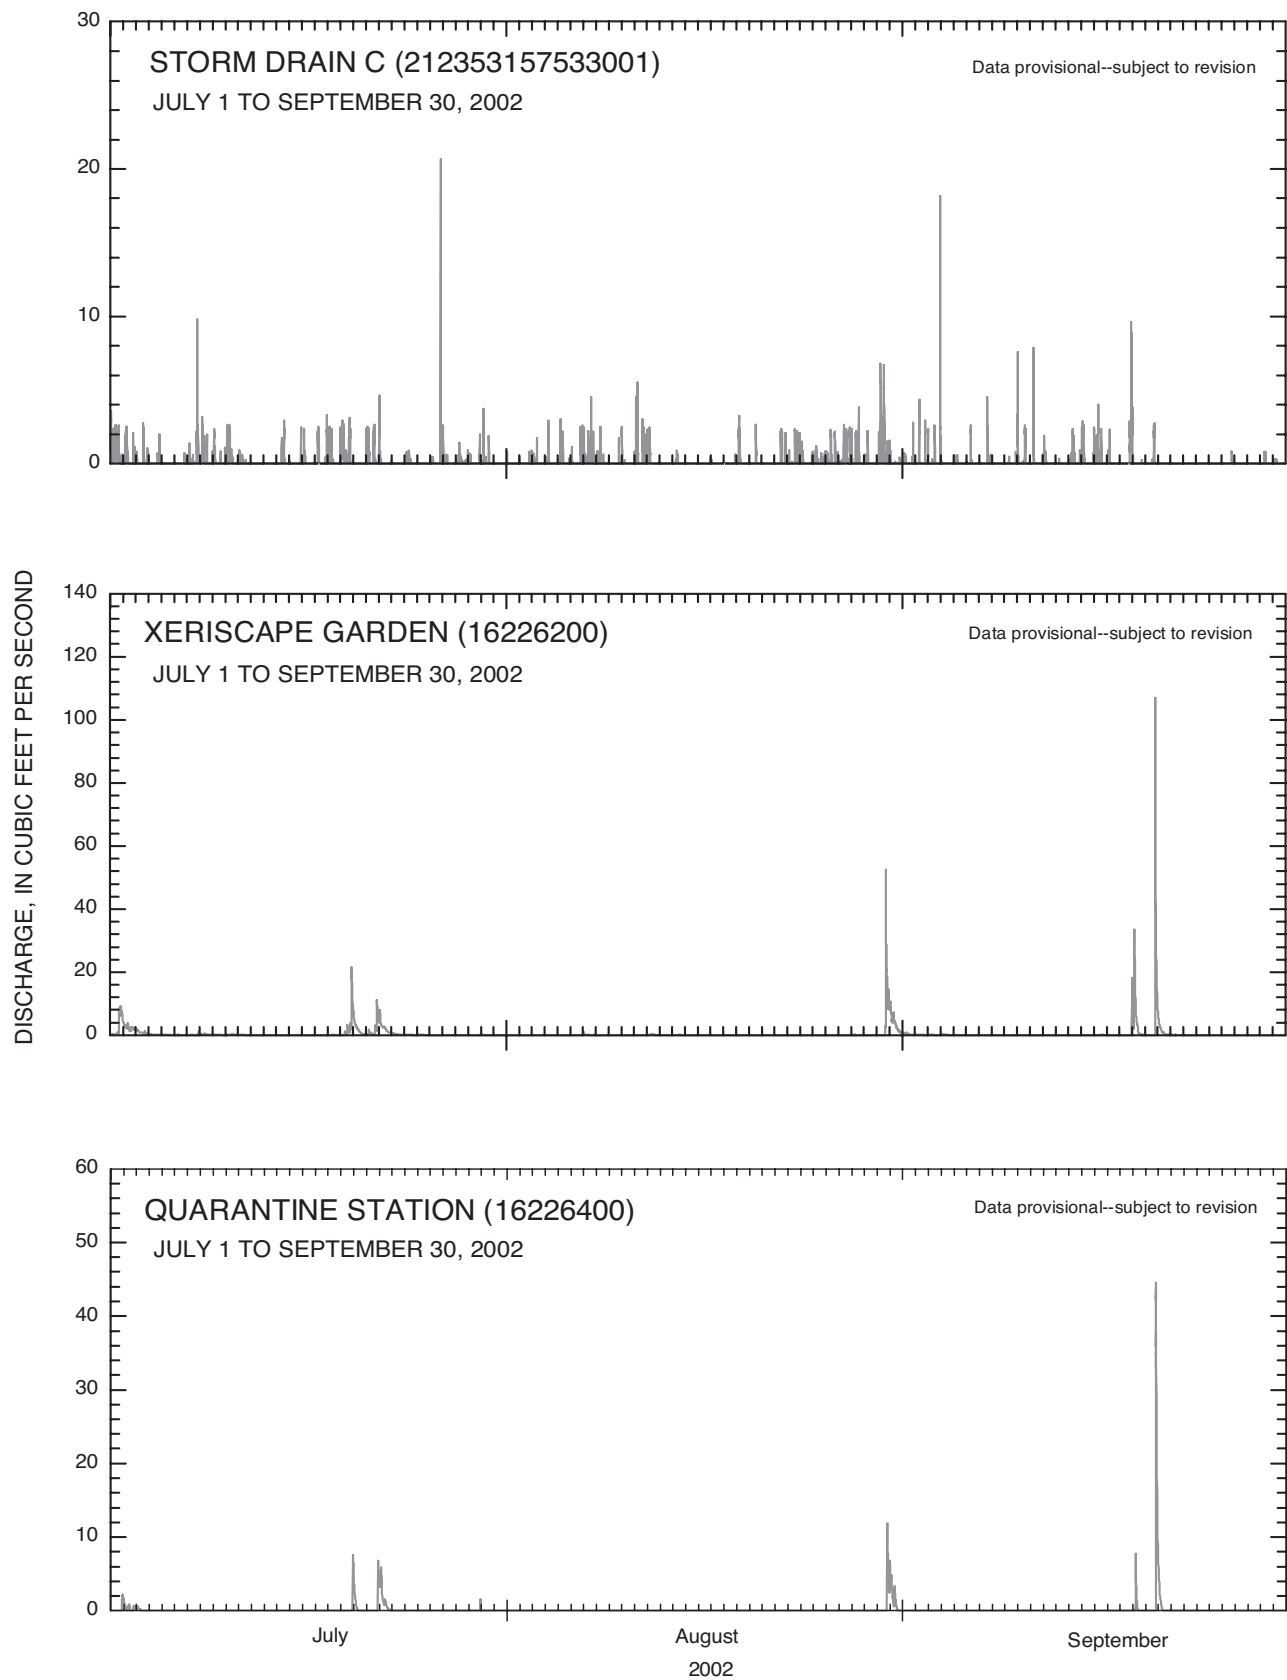 30
STORM DRAIN C (212353157533001)
Data provisional--subject to revision
JULY 1 TO SEPTEMBER 30, 2002
20
10
0
DISCHARGE, IN CUBIC FEET PER SECOND
140
XERISCAPE GARDEN (16226200)
Data provisional--subject to revision
JULY 1 TO SEPTEMBER 30, 2002
120
100
80
60
40
20
0
60
QUARANTINE STATION (16226400)
Data provisional--subject to revision
JULY 1 TO SEPTEMBER 30, 2002
50
40
30
20
10
0
July August September
2002